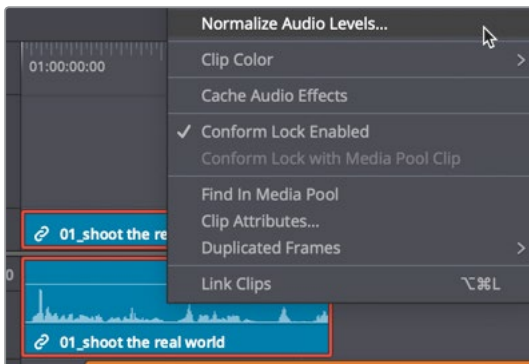 Normalize Audio Levels...
01:00:00:00
Clip Color
Cache Audio Effects
✓ Conform Lock Enabled
Conform Lock with Media Pool Clip
Find In Media Pool
Clip Attributes...
01_shoot the re
Duplicated Frames
0
Link Clips ⌥⌘L
01_shoot the real world